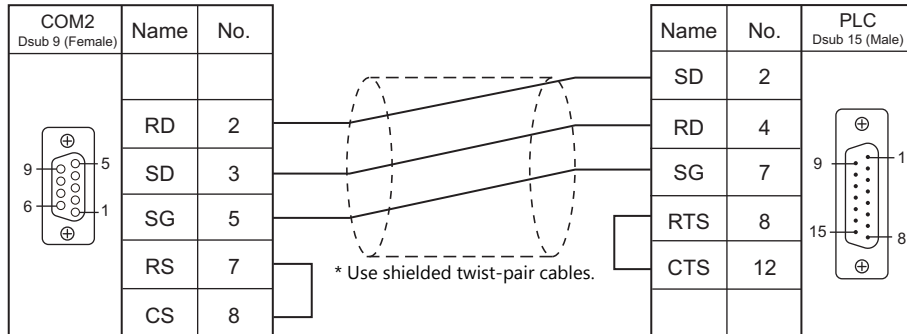 COM2
Dsub 9 (Female)
Name
No.
RD
2
SD
3
SG
5
RS
7
CS
8
9
5
6
1
* Use shielded twist-pair cables.
Name
No.
PLC
Dsub 15 (Male)
SD
2
RD
4
SG
7
RTS
8
CTS
12
9
1
15
8